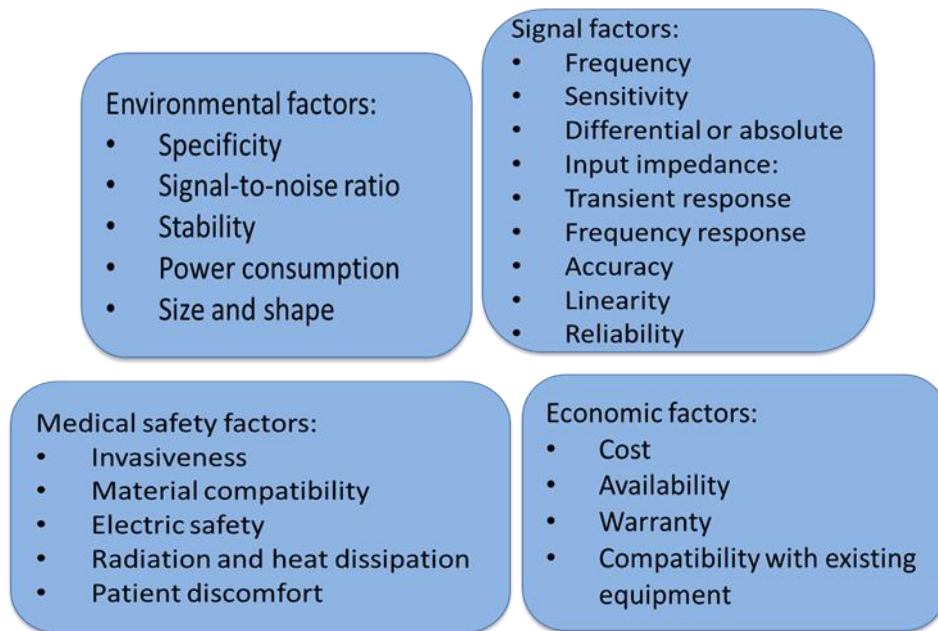 Environmental factors:
• Specificity
• Signal-to-noise ratio
• Stability
• Power consumption
• Size and shape
Signal factors:
• Frequency
• Sensitivity
• Differential or absolute
• Input impedance:
• Transient response
• Frequency response
• Accuracy
• Linearity
• Reliability
Medical safety factors:
• Invasiveness
• Material compatibility
• Electric safety
• Radiation and heat dissipation
• Patient discomfort
Economic factors:
• Cost
• Availability
• Warranty
• Compatibility with existing
equipment